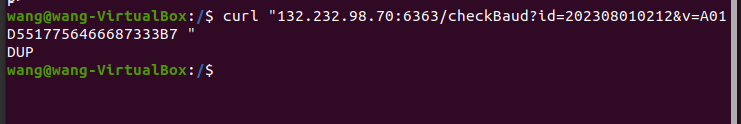 wang@wang-VirtualBox:/$ curl "132.232.98.70:6363/checkBaud?id=202308010212&v=A01
D5517756466687333B7 "
DUP
wang@wang-VirtualBox:/$